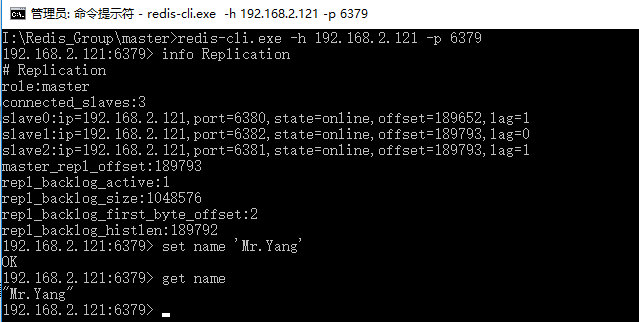 管理员: 命令提示符 - redis-cli.exe -h 192.168.2.121 -p 6379
I:\Redis_Group\master>redis-cli.exe -h 192.168.2.121 -p 6379
192.168.2.121:6379> info Replication
# Replication
role:master
connected_slaves:3
slave0:ip=192.168.2.121,port=6380,state=online,offset=189652,lag=1
slave1:ip=192.168.2.121,port=6382,state=online,offset=189793,lag=0
slave2:ip=192.168.2.121,port=6381,state=online,offset=189793,lag=1
master_repl_offset:189793
repl_backlog_active:1
repl_backlog_size:1048576
repl_backlog_first_byte_offset:2
repl_backlog_histlen:189792
192.168.2.121:6379> set name 'Mr.Yang'
OK
192.168.2.121:6379> get name
"Mr.Yang"
192.168.2.121:6379>